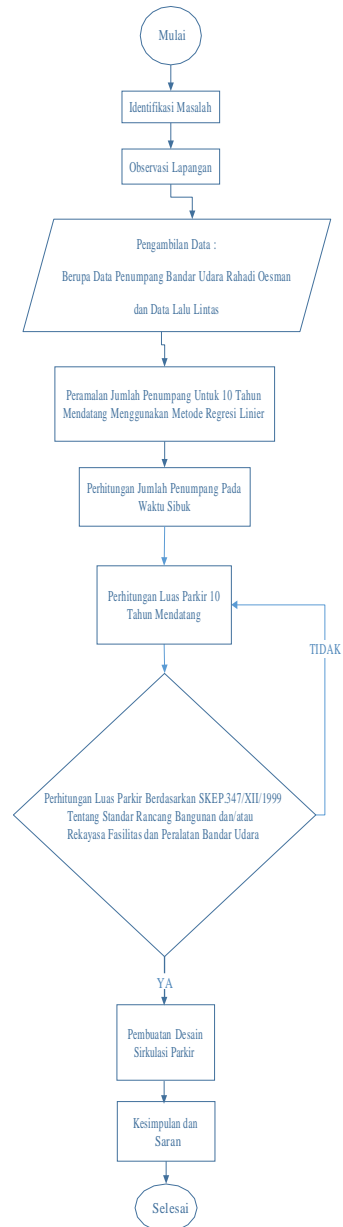 Mulai
Identifikasi Masalah
Observasi Lapangan
Pengambilan Data :
Berupa Data Penumpang Bandar Udara Rahadi Oesman
dan Data Lalu Lintas
Peramalan Jumlah Penumpang Untuk 10 Tahun
Mendatang Menggunakan Metode Regresi Linier
Perhitungan Jumlah Penumpang Pada
Waktu Sibuk
Perhitungan Luas Parkir 10
Tahun Mendatang
TIDAK
Perhitungan Luas Parkir Berdasarkan SKEP.347/XII/1999
Tentang Standar Rancang Bangunan dan/atau
Rekayasa Fasilitas dan Peralatan Bandar Udara
YA
Pembuatan Desain
Sirkulasi Parkir
Kesimpulan dan
Saran
Selesai